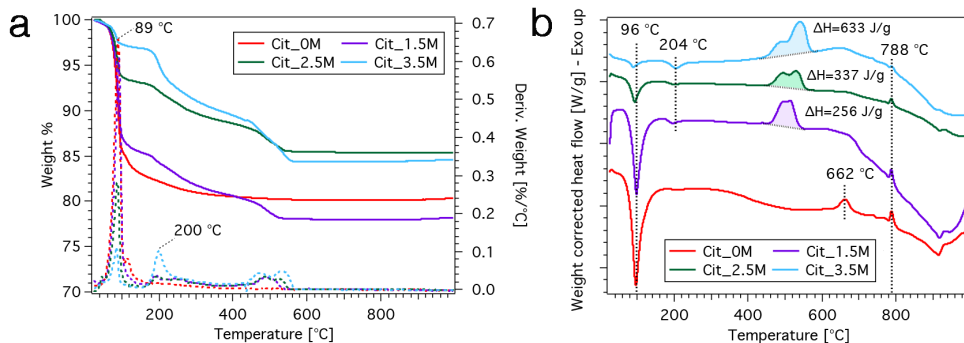 a
89 °C
Cit_0M
Cit_1.5M
Cit_2.5M
Cit_3.5M
200 °C
100
95
90
85
80
75
70
Weight %
0.7
0.6
0.5
0.4
0.3
0.2
0.1
0.0
Deriv. Weight [%/°C]
200
400
600
800
Temperature [°C]
b
96 °C
204 °C
ΔH=633 J/g
788 °C
ΔH=337 J/g
ΔH=256 J/g
662 °C
Cit_0M
Cit_1.5M
Cit_2.5M
Cit_3.5M
Weight corrected heat flow [W/g] - Exo up
200
400
600
800
Temperature [°C]